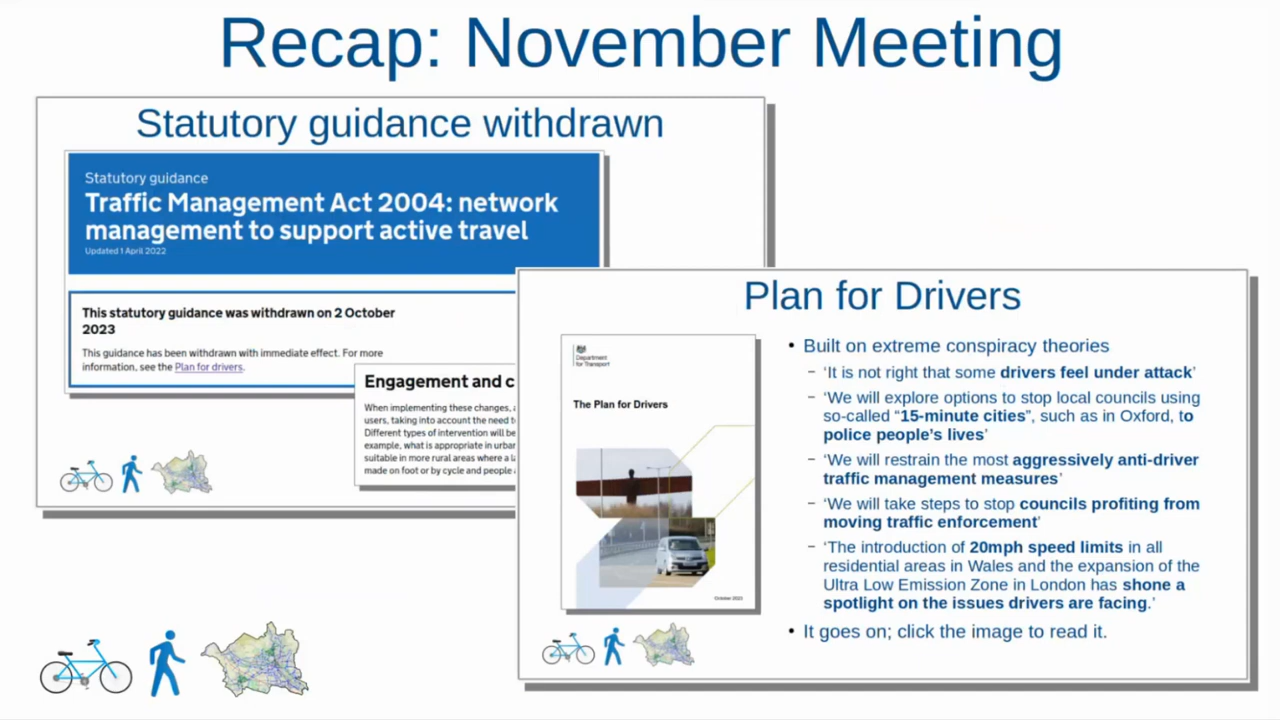 Recap: November Meeting
Statutory guidance withdrawn
Statutory guidance
Traffic Management Act 2004: network
management to support active travel
Updated 1 April 2022
This statutory guidance was withdrawn on 2 October
2023
This guidance has been withdrawn with immediate effect. For more
information, see the Plan for drivers.
Engagement and c
When implementing these changes,
users, taking into account the need
Different types of intervention will be
example, what is appropriate in
suitable in more rural areas where a
made on foot or by cycle and people
Plan for Drivers
Department
for Transport
The Plan for Drivers
October 2023
• Built on extreme conspiracy theories
– ‘It is not right that some drivers feel under attack’
– ‘We will explore options to stop local councils using
so-called “15-minute cities”, such as in Oxford, to
police people’s lives’
– ‘We will restrain the most aggressively anti-driver
traffic management measures’
– ‘We will take steps to stop councils profiting from
moving traffic enforcement’
– ‘The introduction of 20mph speed limits in all
residential areas in Wales and the expansion of the
Ultra Low Emission Zone in London has shone a
spotlight on the issues drivers are facing.’
• It goes on; click the image to read it.